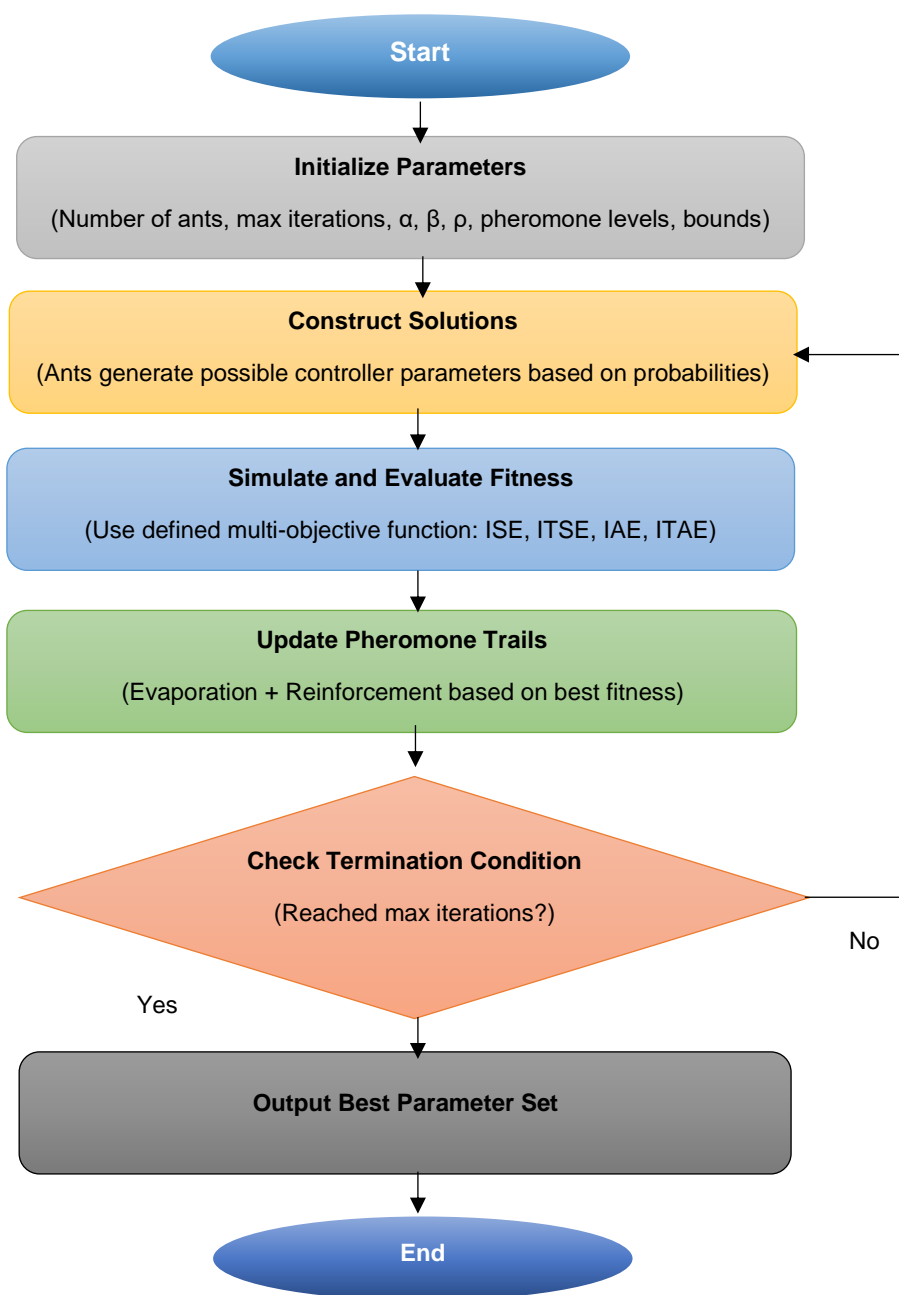 Start
Initialize Parameters
(Number of ants, max iterations, α, β, ρ, pheromone levels, bounds)
Construct Solutions
(Ants generate possible controller parameters based on probabilities)
Simulate and Evaluate Fitness
(Use defined multi-objective function: ISE, ITSE, IAE, ITAE)
Update Pheromone Trails
(Evaporation + Reinforcement based on best fitness)
Check Termination Condition
(Reached max iterations?)
No
Yes
Output Best Parameter Set
End